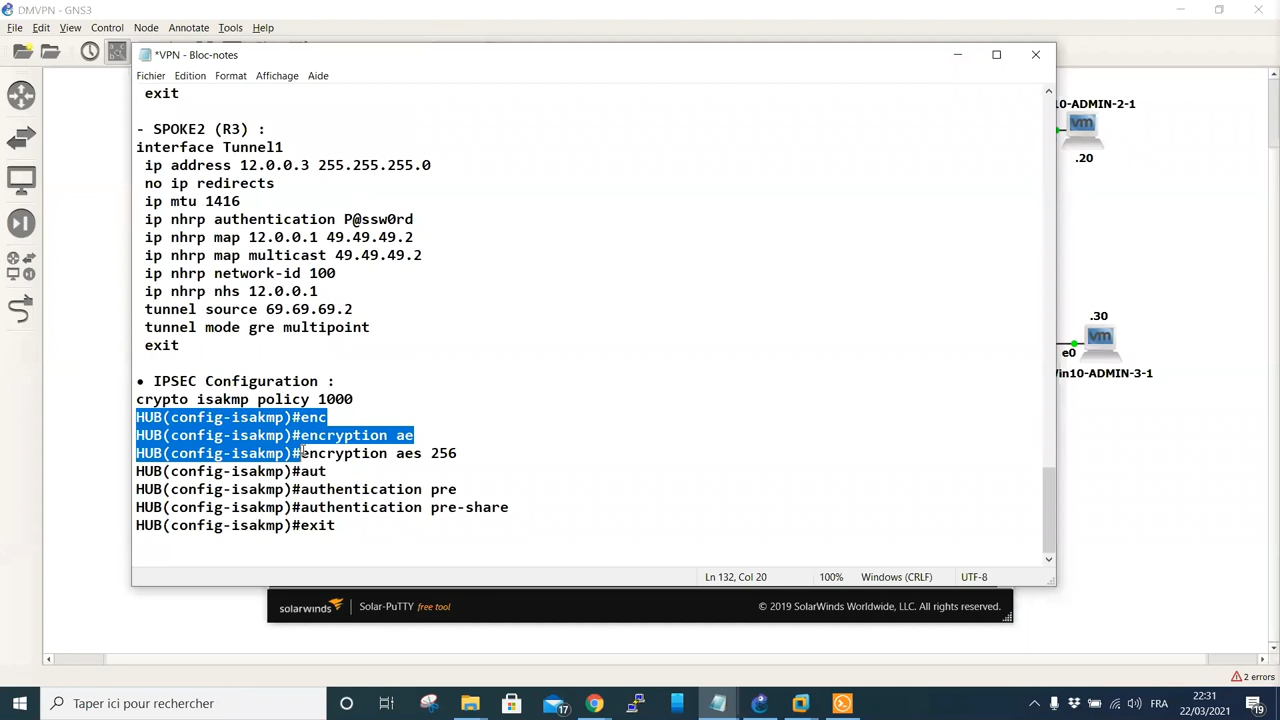 DMVPN - GNS3
File Edit View Control Node Annotate Tools Help
*VPN - Bloc-notes
Fichier Edition Format Affichage Aide
exit
- SPOKE2 (R3) :
interface Tunnel1
ip address 12.0.0.3 255.255.255.0
no ip redirects
ip mtu 1416
ip nhrp authentication P@ssw0rd
ip nhrp map 12.0.0.1 49.49.49.2
ip nhrp map multicast 49.49.49.2
ip nhrp network-id 100
ip nhrp nhs 12.0.0.1
tunnel source 69.69.69.2
tunnel mode gre multipoint
exit
• IPSEC Configuration :
crypto isakmp policy 1000
HUB(config-isakmp)#enc
HUB(config-isakmp)#encryption ae
HUB(config-isakmp)#encryption aes 256
HUB(config-isakmp)#aut
HUB(config-isakmp)#authentication pre
HUB(config-isakmp)#authentication pre-share
HUB(config-isakmp)#exit
Ln 132, Col 20 100% Windows (CRLF) UTF-8
10-ADMIN-2-1
vm
.20
.30
vm
e0
Win10-ADMIN-3-1
solarwinds Solar-PuTTY free tool © 2019 SolarWinds Worldwide, LLC. All rights reserved.
2 errors
Taper ici pour rechercher
17
FR
22:31
22/03/2021
19